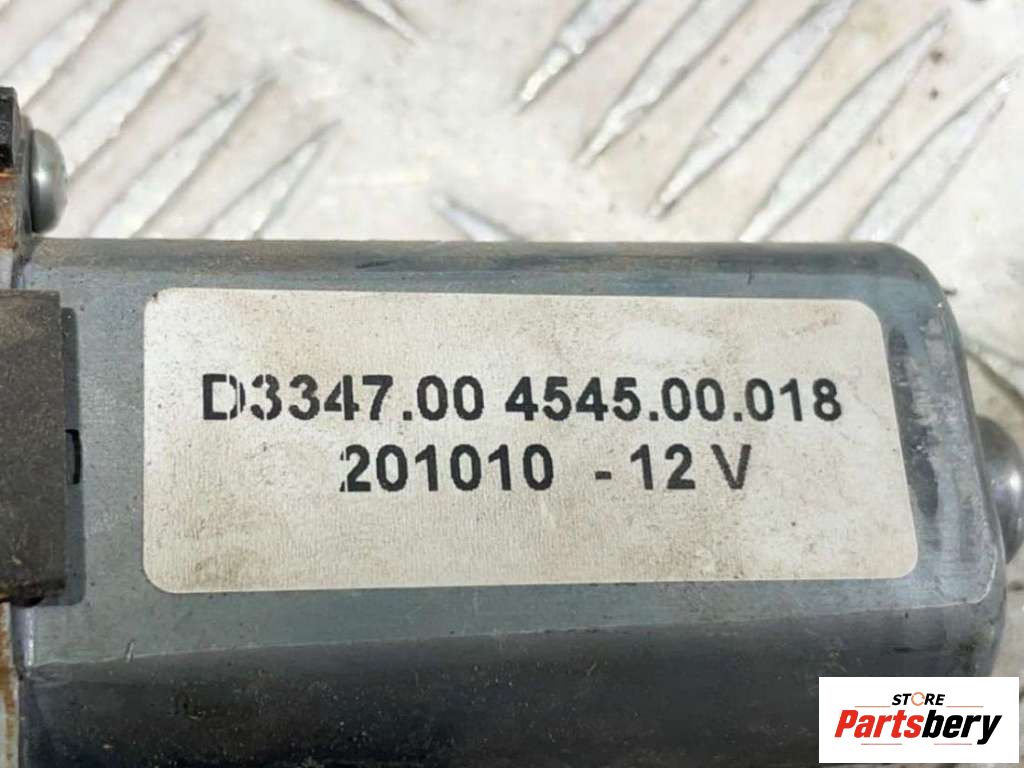 D3347.00 4545.00.018
201010 - 12 V
STORE
Partsbery